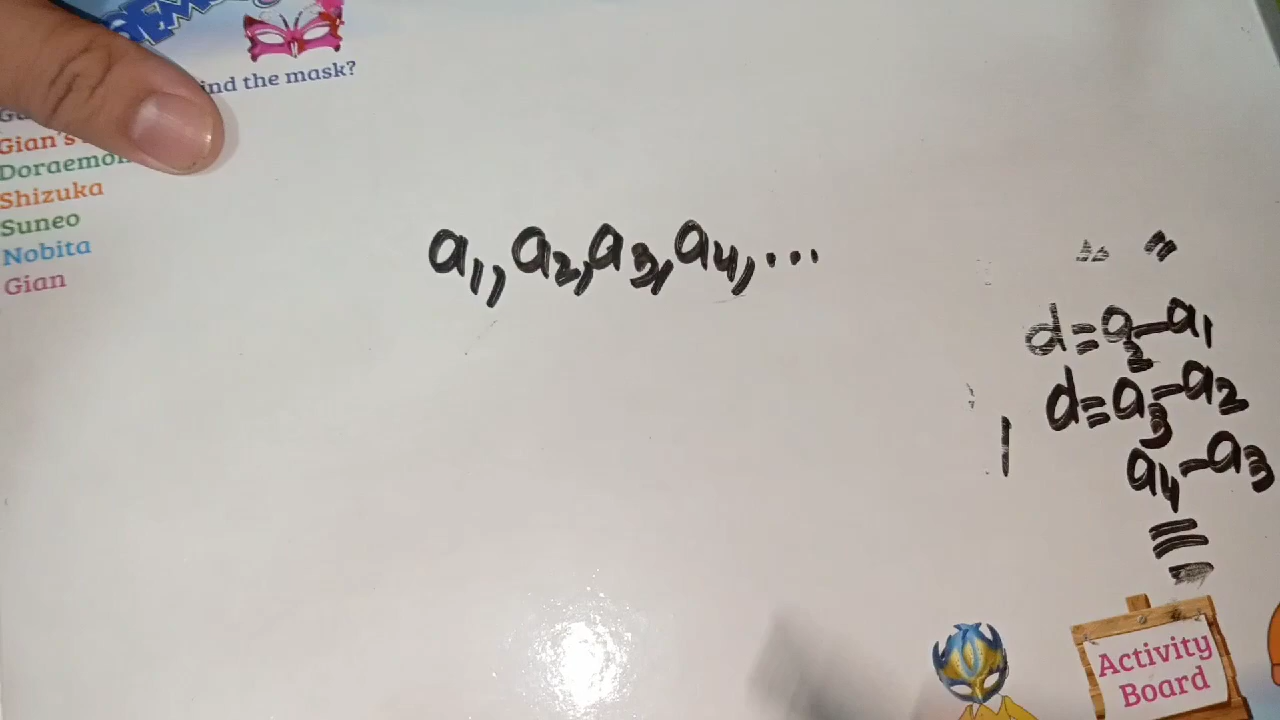 ind the mask?
Gian's
Doraemon
Shizuka
Suneo
Nobita
Gian
a₁, a₂, a₃, a₄, ...
d = a₂ - a₁
d = a₃ - a₂
a₄ - a₃
Activity
Board